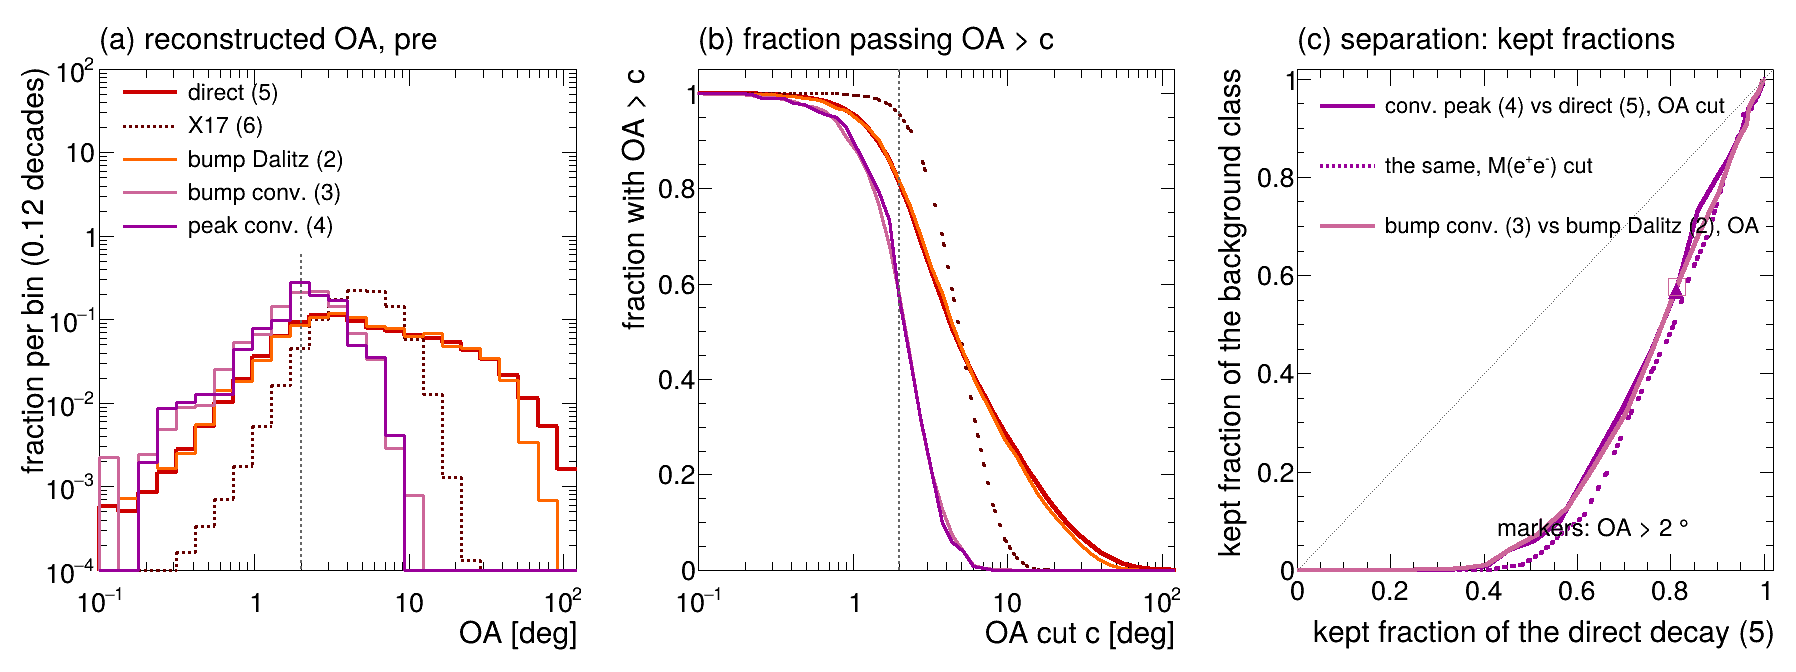 (a) reconstructed OA, pre
fraction per bin (0.12 decades)
10²
10
1
10⁻¹
10⁻²
10⁻³
10⁻⁴
direct (5)
X17 (6)
bump Dalitz (2)
bump conv. (3)
peak conv. (4)
10⁻¹ 1 10 10²
OA [deg]
(b) fraction passing OA > c
fraction with OA > c
1
0.8
0.6
0.4
0.2
0
10⁻¹ 1 10 10²
OA cut c [deg]
(c) separation: kept fractions
kept fraction of the background class
1
0.8
0.6
0.4
0.2
0
conv. peak (4) vs direct (5), OA cut
the same, M(e⁺e⁻) cut
bump conv. (3) vs bump Dalitz (2), OA
markers: OA > 2 °
0 0.2 0.4 0.6 0.8 1
kept fraction of the direct decay (5)